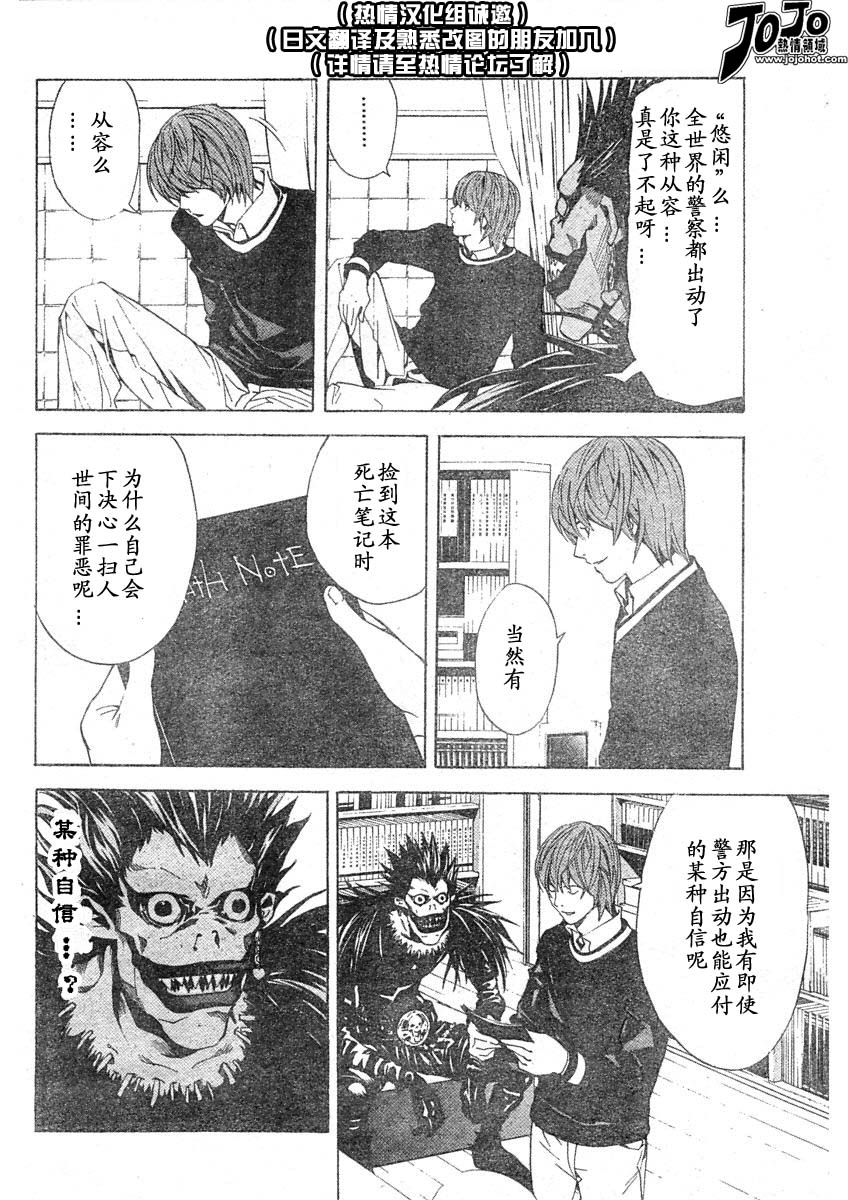 （热情汉化组诚邀）
（日文翻译及熟悉改图的朋友加入）
（详情请至热情论坛了解）
JOJO
熱情領域
www.jojohot.com
“悠闲”么…
全世界的警察都出动了
你这种从容…
真是了不起呀…
………
从容么
……
当然有
捡到这本
死亡笔记时
为什么自己会
下决心一扫人
世间的罪恶呢…
ATH NOTE
那是因为我有即使
警方出动也能应付
的某种自信呢
某种自信…？